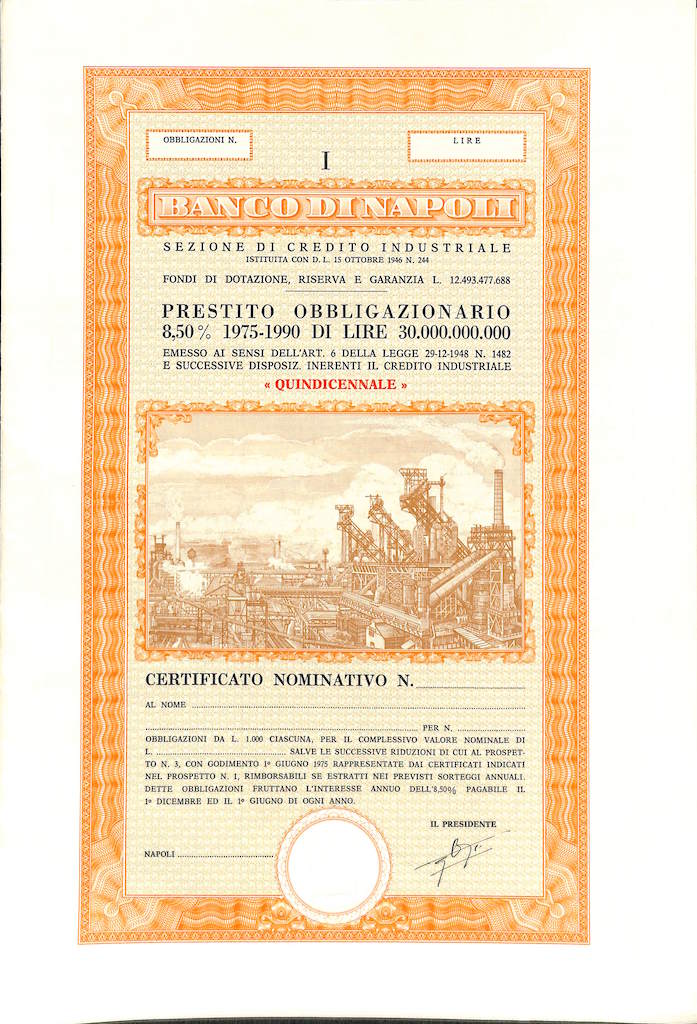 OBBLIGAZIONI N.
LIRE
I
BANCO DI NAPOLI
SEZIONE DI CREDITO INDUSTRIALE
ISTITUITA CON D. L. 15 OTTOBRE 1946 N. 244
FONDI DI DOTAZIONE, RISERVA E GARANZIA L. 12.493.477.688
PRESTITO OBBLIGAZIONARIO
8,50% 1975-1990 DI LIRE 30.000.000.000
EMESSO AI SENSI DELL'ART. 6 DELLA LEGGE 29-12-1948 N. 1482
E SUCCESSIVE DISPOSIZ. INERENTI IL CREDITO INDUSTRIALE
« QUINDICENNALE »
CERTIFICATO NOMINATIVO N.
AL NOME
PER N.
OBBLIGAZIONI DA L. 1.000 CIASCUNA, PER IL COMPLESSIVO VALORE NOMINALE DI
L. SALVE LE SUCCESSIVE RIDUZIONI DI CUI AL PROSPET-
TO N. 3, CON GODIMENTO 1º GIUGNO 1975 RAPPRESENTATE DAI CERTIFICATI INDICATI
NEL PROSPETTO N. 1, RIMBORSABILI SE ESTRATTI NEI PREVISTI SORTEGGI ANNUALI.
DETTE OBBLIGAZIONI FRUTTANO L'INTERESSE ANNUO DELL'8,50% PAGABILE IL
1º DICEMBRE ED IL 1º GIUGNO DI OGNI ANNO.
IL PRESIDENTE
NAPOLI